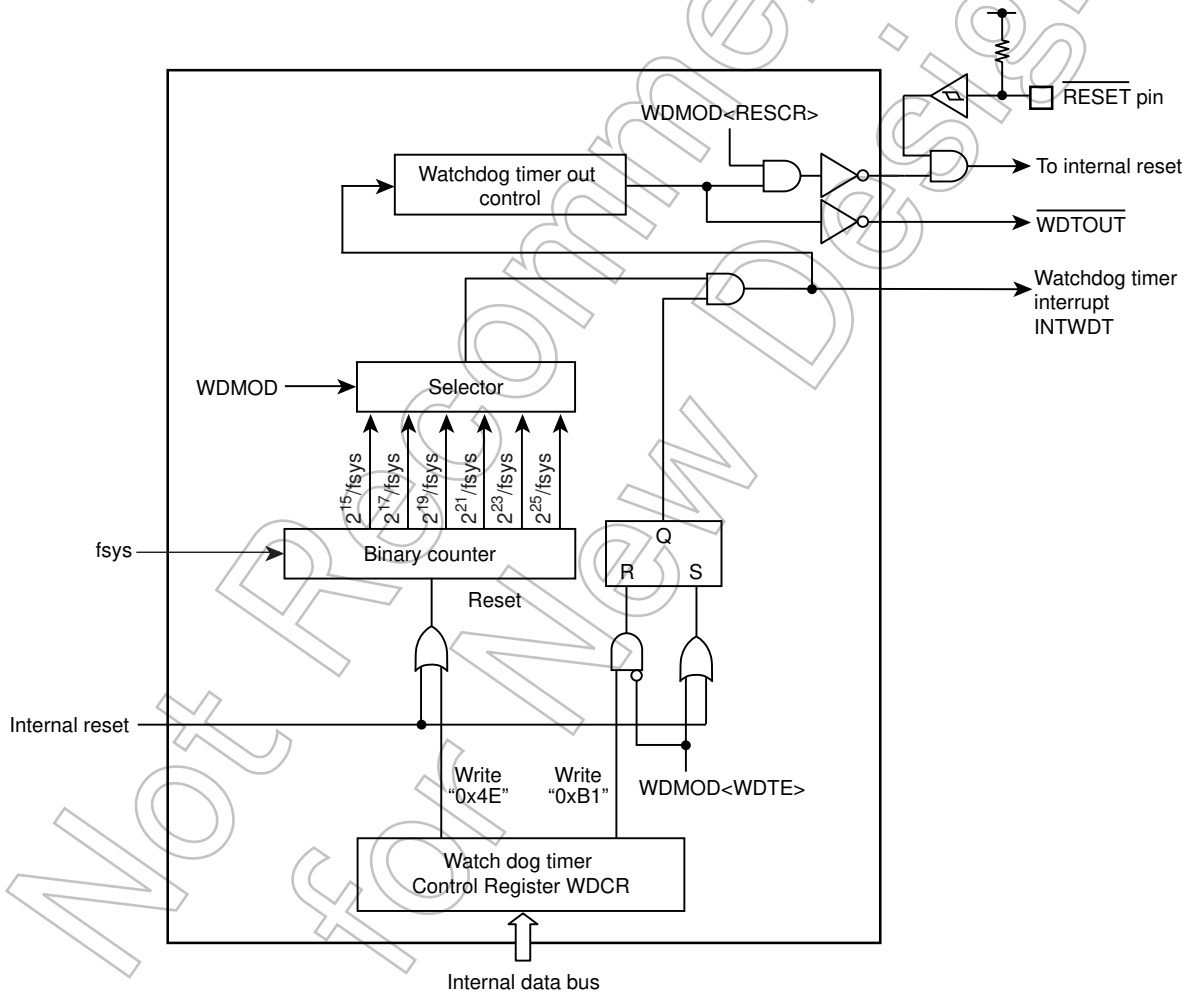 WDMOD<RESCR>
RESET pin
Watchdog timer out
control
To internal reset
WDTOUT
Watchdog timer
interrupt
INTWDT
WDMOD
Selector
2^15/fsys
2^17/fsys
2^19/fsys
2^21/fsys
2^23/fsys
2^25/fsys
fsys
Binary counter
Reset
Q
R S
Internal reset
Write
“0x4E”
Write
“0xB1”
WDMOD<WDTE>
Watch dog timer
Control Register WDCR
Internal data bus
Not Recommended
for New Design